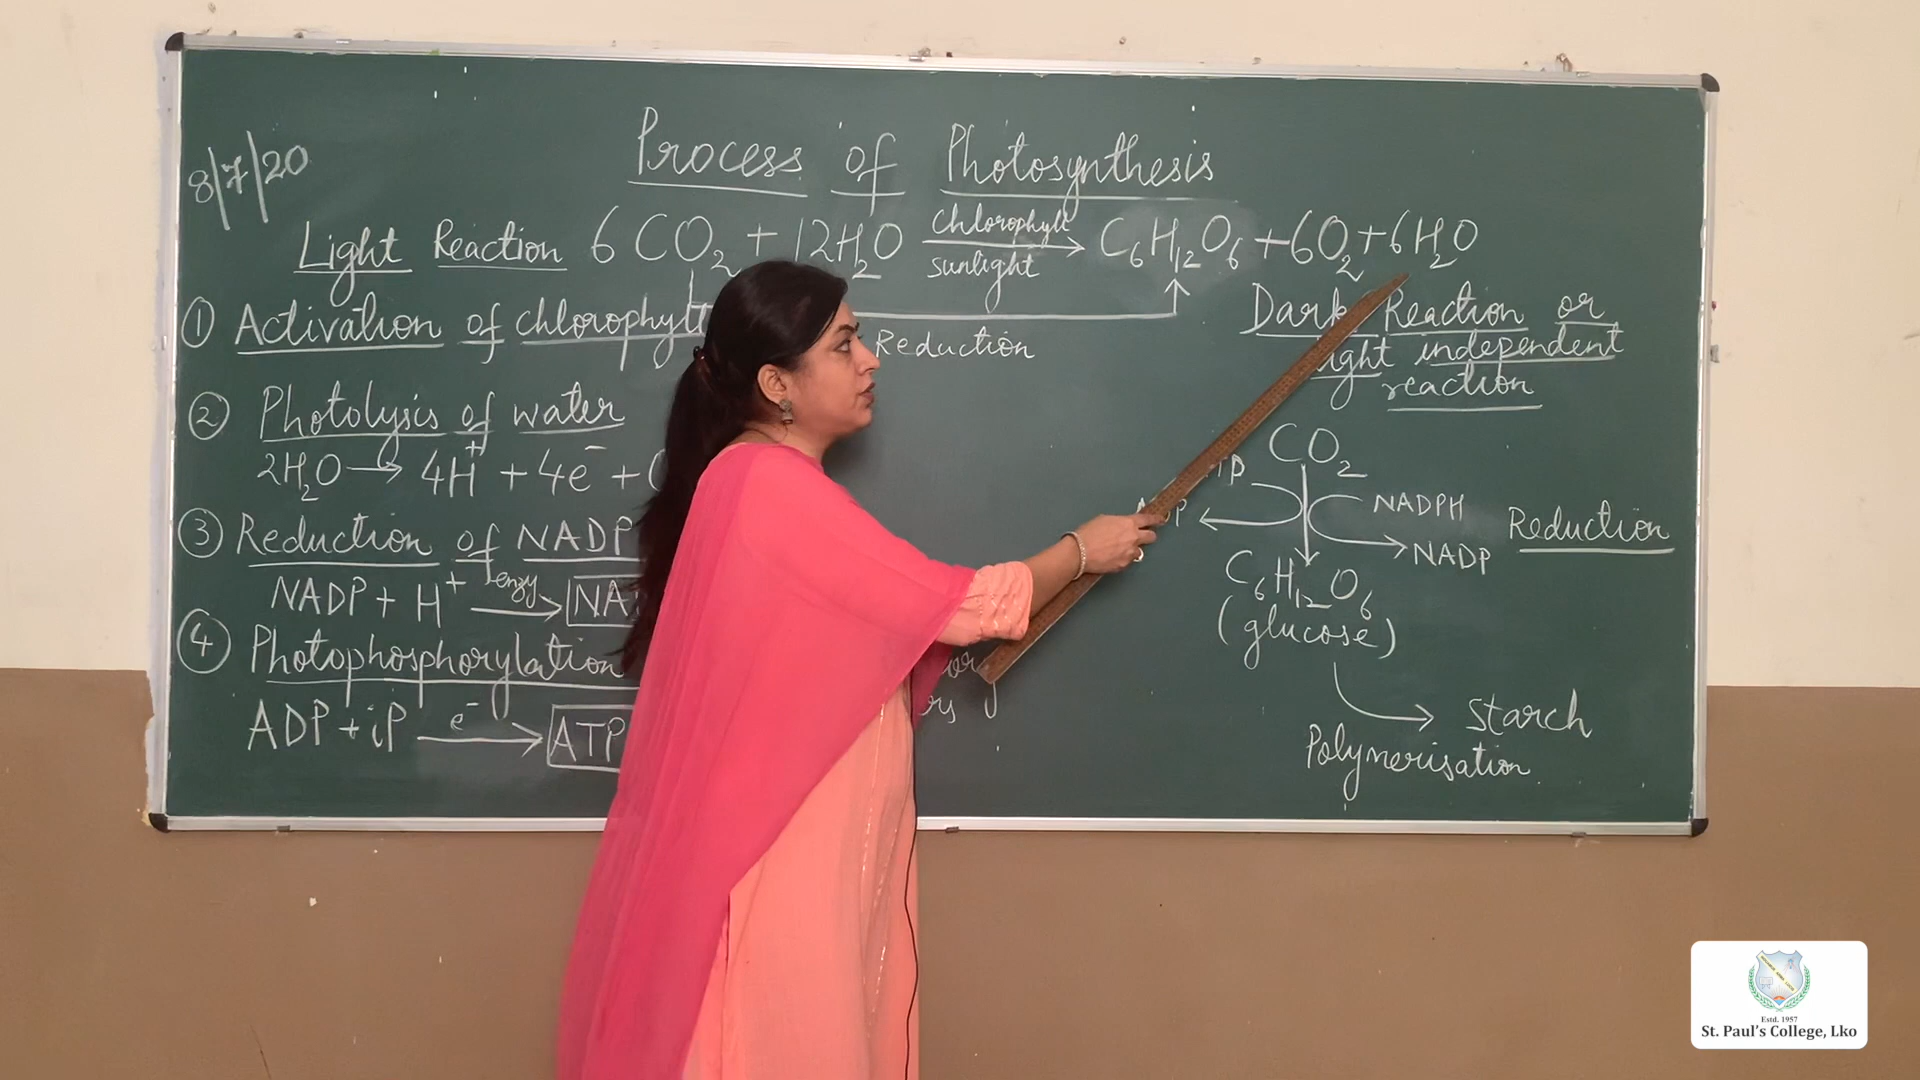 Process of Photosynthesis
8/7/20
Light Reaction 6CO2 + 12H2O Chlorophyll sunlight → C6H12O6 + 6O2 + 6H2O
① Activation of chlorophyll
Reduction
② Photolysis of water
2H2O → 4H+ + 4e- +
③ Reduction of NADP
NADP + H+ enzy →
④ Photophosphorylation
ADP + iP e- → ATP
Dark Reaction or
independent
reaction
CO2
NADPH
NADP
Reduction
C6H12O6
(glucose)
Starch
Polymerisation
Estd. 1957
St. Paul's College, Lko